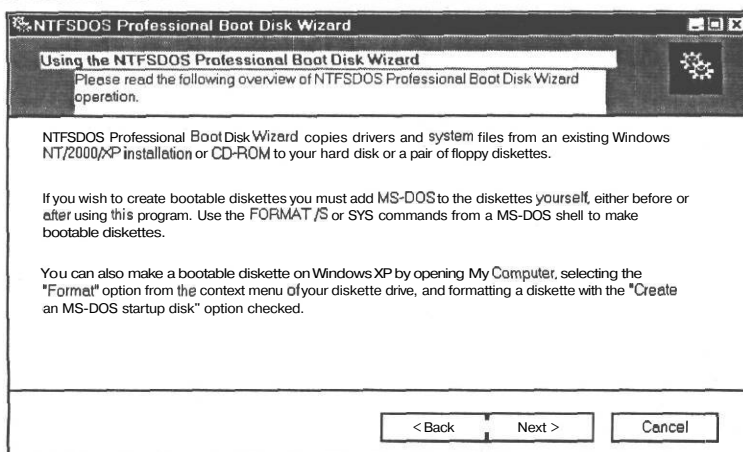 NTFSDOS Professional Boot Disk Wizard
Using the NTFSDOS Professional Boot Disk Wizard
Please read the following overview of NTFSDOS Professional Boot Disk Wizard
operation.
NTFSDOS Professional Boot Disk Wizard copies drivers and system files from an existing Windows
NT/2000/XP installation or CD-ROM to your hard disk or a pair of floppy diskettes.
If you wish to create bootable diskettes you must add MS-DOS to the diskettes yourself, either before or
after using this program. Use the FORMAT /S or SYS commands from a MS-DOS shell to make
bootable diskettes.
You can also make a bootable diskette on Windows XP by opening My Computer, selecting the
"Format" option from the context menu of your diskette drive, and formatting a diskette with the "Create
an MS-DOS startup disk" option checked.
< Back Next > Cancel